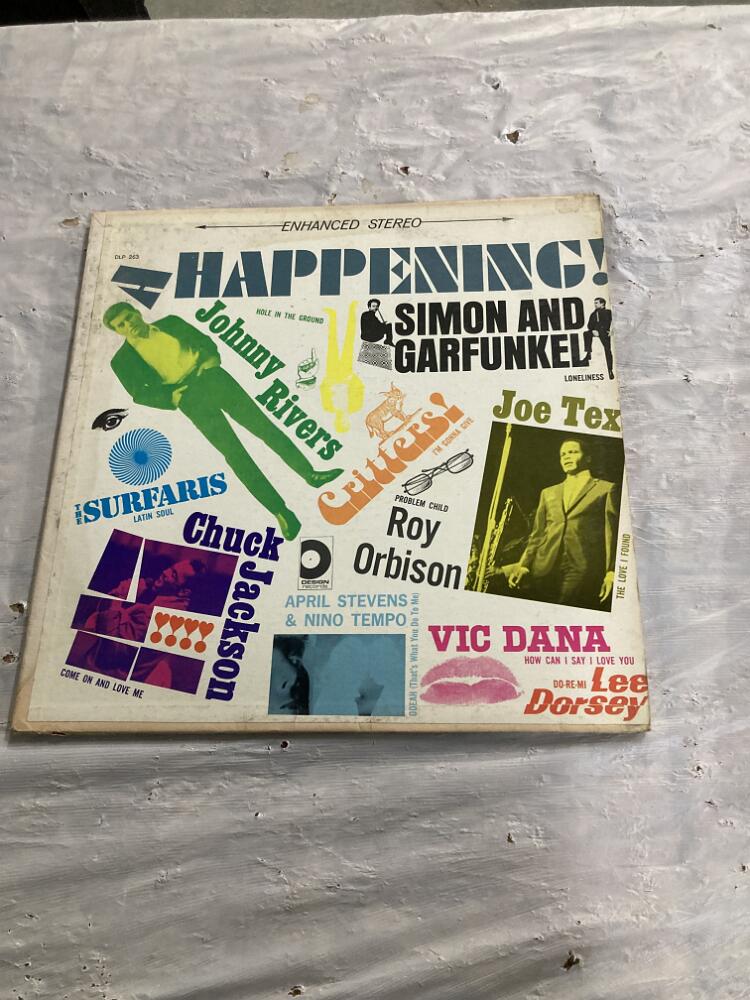 ENHANCED STEREO
DLP 263
A HAPPENING!
Johnny
Rivers
HOLE IN THE GROUND
SIMON AND
GARFUNKEL
LONELINESS
Critters!
I'M GONNA GIVE
Joe Tex
THE LOVE I FOUND
THE SURFARIS
LATIN SOUL
PROBLEM CHILD
Roy
Orbison
Chuck
Jackson
COME ON AND LOVE ME
DESIGN
records
APRIL STEVENS
& NINO TEMPO
OOEAH (That's What You Do To Me)
VIC DANA
HOW CAN I SAY I LOVE YOU
DO-RE-MI Lee
Dorsey